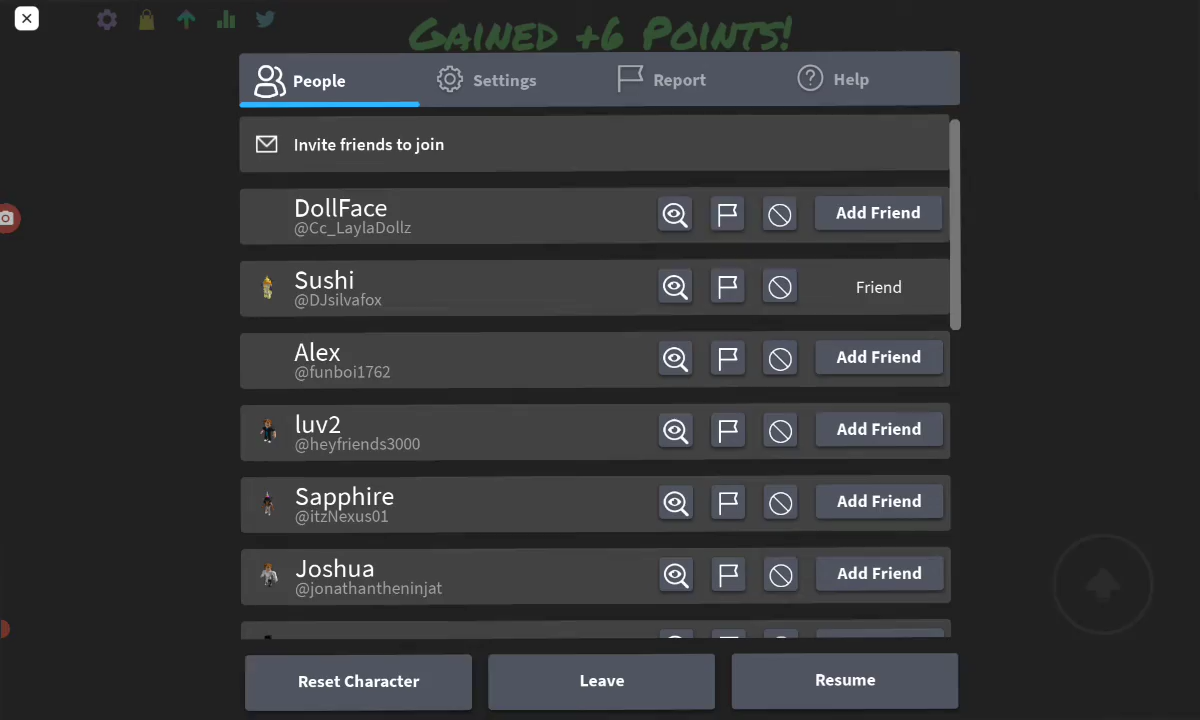 Gained +6 Points!
People
Settings
Report
Help
Invite friends to join
DollFace
@Cc_LaylaDollz
Add Friend
Sushi
@DJsilvafox
Friend
Alex
@funboi1762
Add Friend
luv2
@heyfriends3000
Add Friend
Sapphire
@itzNexus01
Add Friend
Joshua
@jonathantheninjat
Add Friend
Reset Character
Leave
Resume